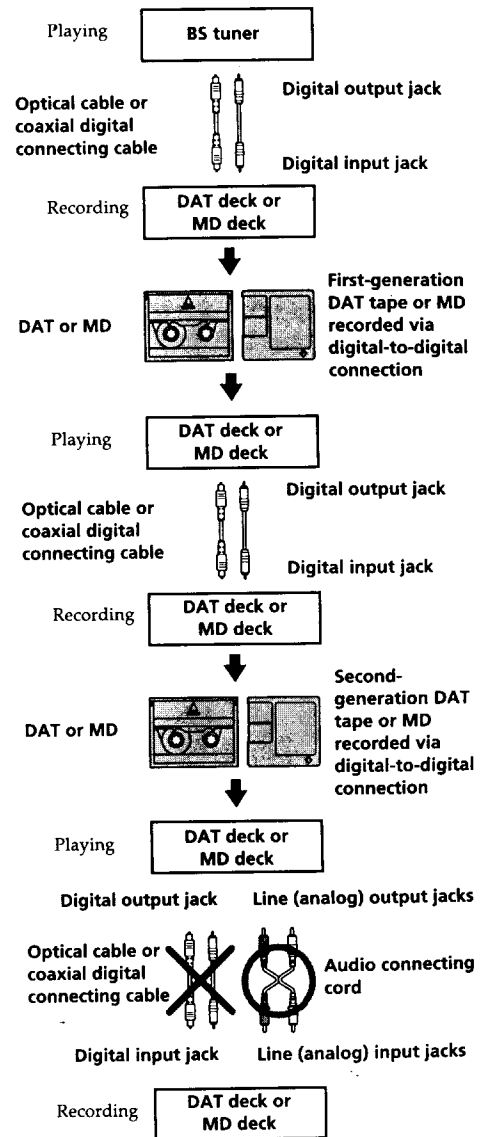 Playing
BS tuner
Optical cable or
coaxial digital
connecting cable
Digital output jack
Digital input jack
Recording
DAT deck or
MD deck
DAT or MD
First-generation
DAT tape or MD
recorded via
digital-to-digital
connection
Playing
DAT deck or
MD deck
Optical cable or
coaxial digital
connecting cable
Digital output jack
Digital input jack
Recording
DAT deck or
MD deck
DAT or MD
Second-
generation DAT
tape or MD
recorded via
digital-to-digital
connection
Playing
DAT deck or
MD deck
Digital output jack
Line (analog) output jacks
Optical cable or
coaxial digital
connecting cable
Audio connecting
cord
Digital input jack
Line (analog) input jacks
Recording
DAT deck or
MD deck